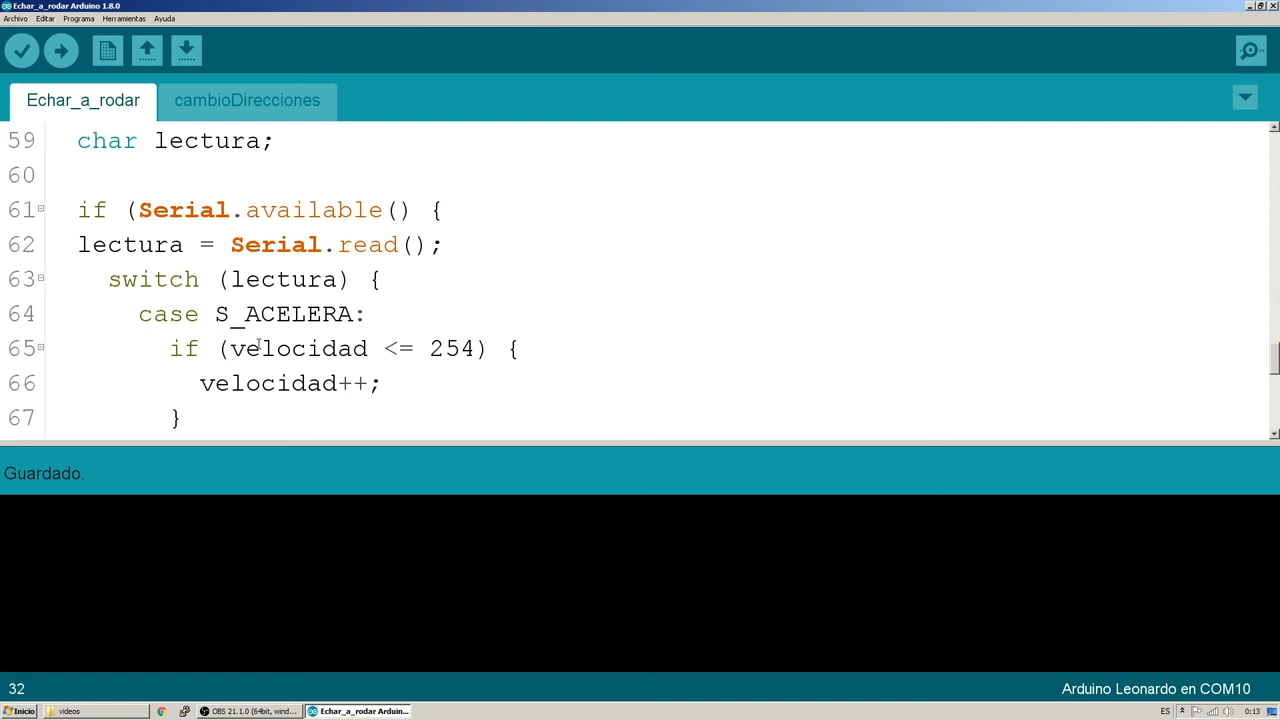 Echar_a_rodar Arduino 1.8.0
Archivo Editar Programa Herramientas Ayuda
Echar_a_rodar cambioDirecciones
59 char lectura;
60
61 if (Serial.available() {
62 lectura = Serial.read();
63 switch (lectura) {
64 case S_ACELERA:
65 if (velocidad <= 254) {
66 velocidad++;
67 }
Guardado.
32 Arduino Leonardo en COM10
Inicio videos OBS 21.1.0 (64bit, wind... Echar_a_rodar Arduin... ES 0:13